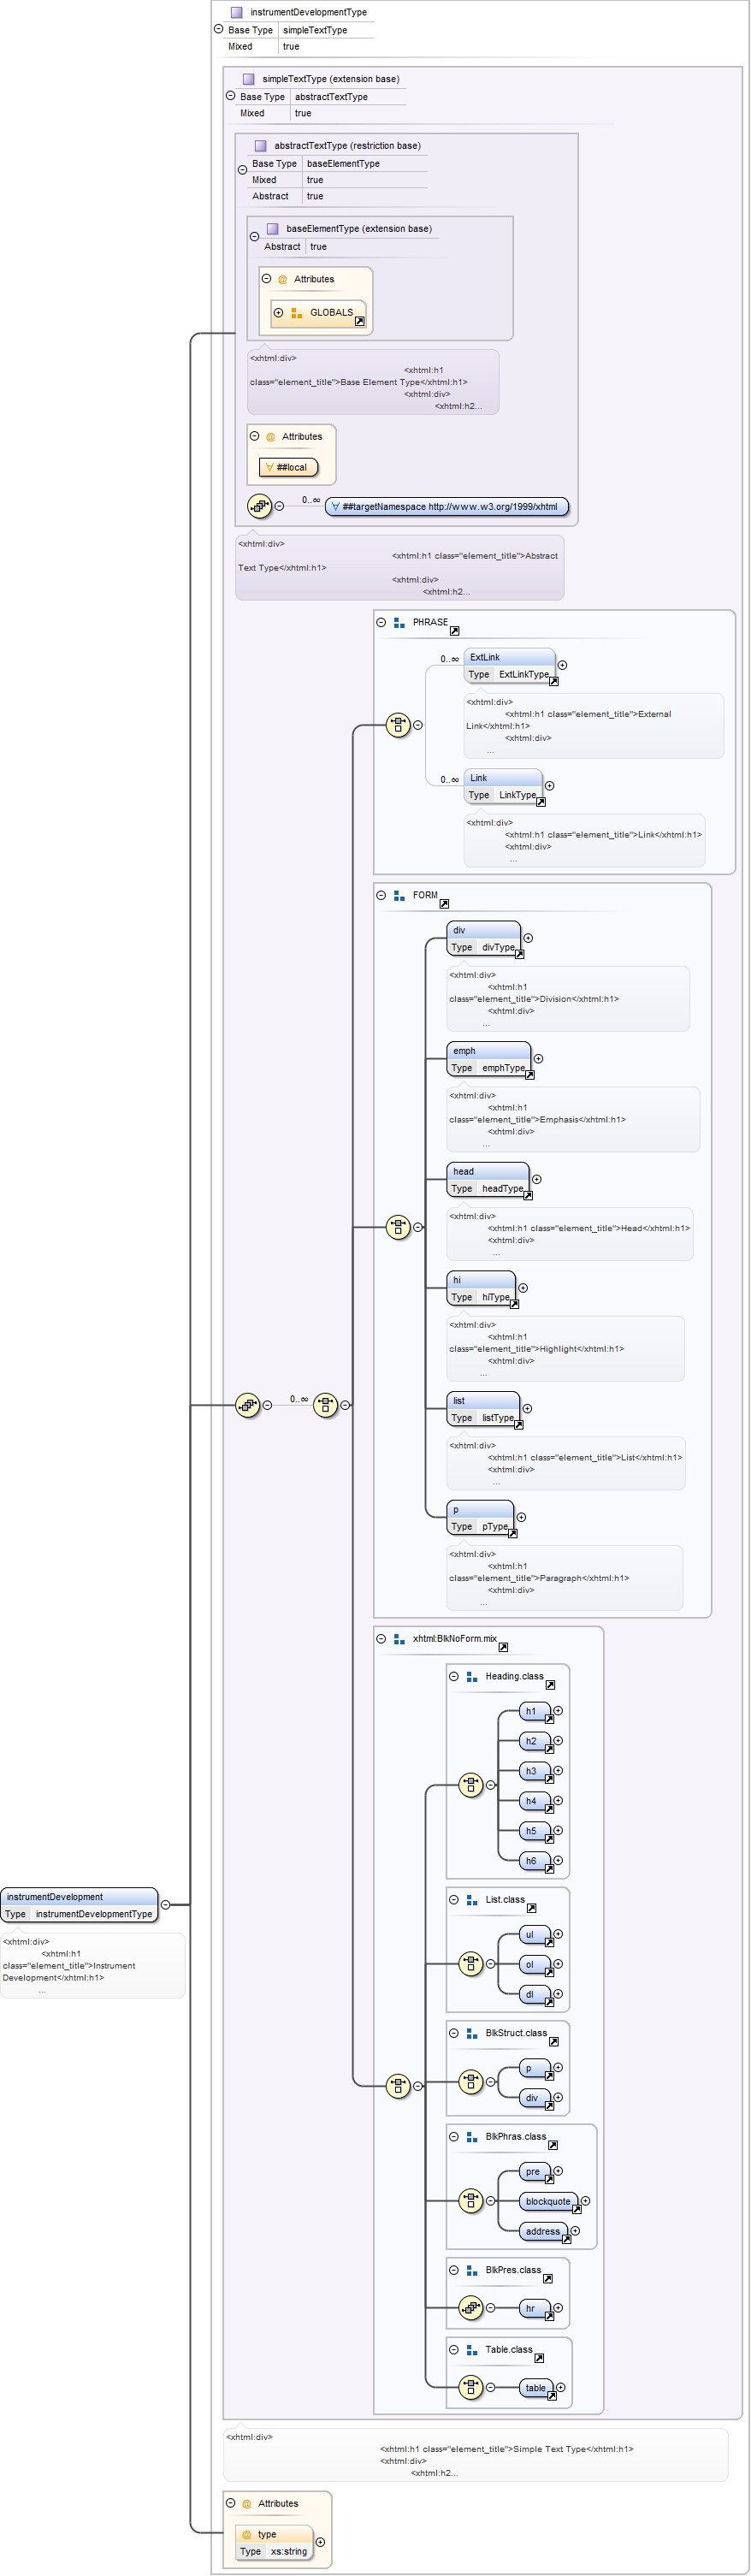 instrumentDevelopmentType
Base Type simpleTextType
Mixed true
simpleTextType (extension base)
Base Type abstractTextType
Mixed true
abstractTextType (restriction base)
Base Type baseElementType
Mixed true
Abstract true
baseElementType (extension base)
Abstract true
@ Attributes
GLOBALS
<xhtml:div>
<xhtml:h1
class="element_title">Base Element Type</xhtml:h1>
<xhtml:div>
<xhtml:h2...
@ Attributes
∀ ##local
0..∞ ∀ ##targetNamespace http://www.w3.org/1999/xhtml
<xhtml:div>
<xhtml:h1 class="element_title">Abstract
Text Type</xhtml:h1>
<xhtml:div>
<xhtml:h2...
PHRASE
0..∞ ExtLink
Type ExtLinkType
<xhtml:div>
<xhtml:h1 class="element_title">External
Link</xhtml:h1>
<xhtml:div>
...
0..∞ Link
Type LinkType
<xhtml:div>
<xhtml:h1 class="element_title">Link</xhtml:h1>
<xhtml:div>
...
FORM
div
Type divType
<xhtml:div>
<xhtml:h1
class="element_title">Division</xhtml:h1>
<xhtml:div>
...
emph
Type emphType
<xhtml:div>
<xhtml:h1
class="element_title">Emphasis</xhtml:h1>
<xhtml:div>
...
head
Type headType
<xhtml:div>
<xhtml:h1 class="element_title">Head</xhtml:h1>
<xhtml:div>
...
hi
Type hiType
<xhtml:div>
<xhtml:h1
class="element_title">Highlight</xhtml:h1>
<xhtml:div>
...
0..∞
list
Type listType
<xhtml:div>
<xhtml:h1 class="element_title">List</xhtml:h1>
<xhtml:div>
...
p
Type pType
<xhtml:div>
<xhtml:h1
class="element_title">Paragraph</xhtml:h1>
<xhtml:div>
...
xhtml:BlkNoForm.mix
Heading.class
h1
h2
h3
h4
h5
h6
instrumentDevelopment
Type instrumentDevelopmentType
<xhtml:div>
<xhtml:h1
class="element_title">Instrument
Development</xhtml:h1>
...
List.class
ul
ol
dl
BlkStruct.class
p
div
BlkPhras.class
pre
blockquote
address
BlkPres.class
hr
Table.class
table
<xhtml:div>
<xhtml:h1 class="element_title">Simple Text Type</xhtml:h1>
<xhtml:div>
<xhtml:h2...
@ Attributes
@ type
Type xs:string